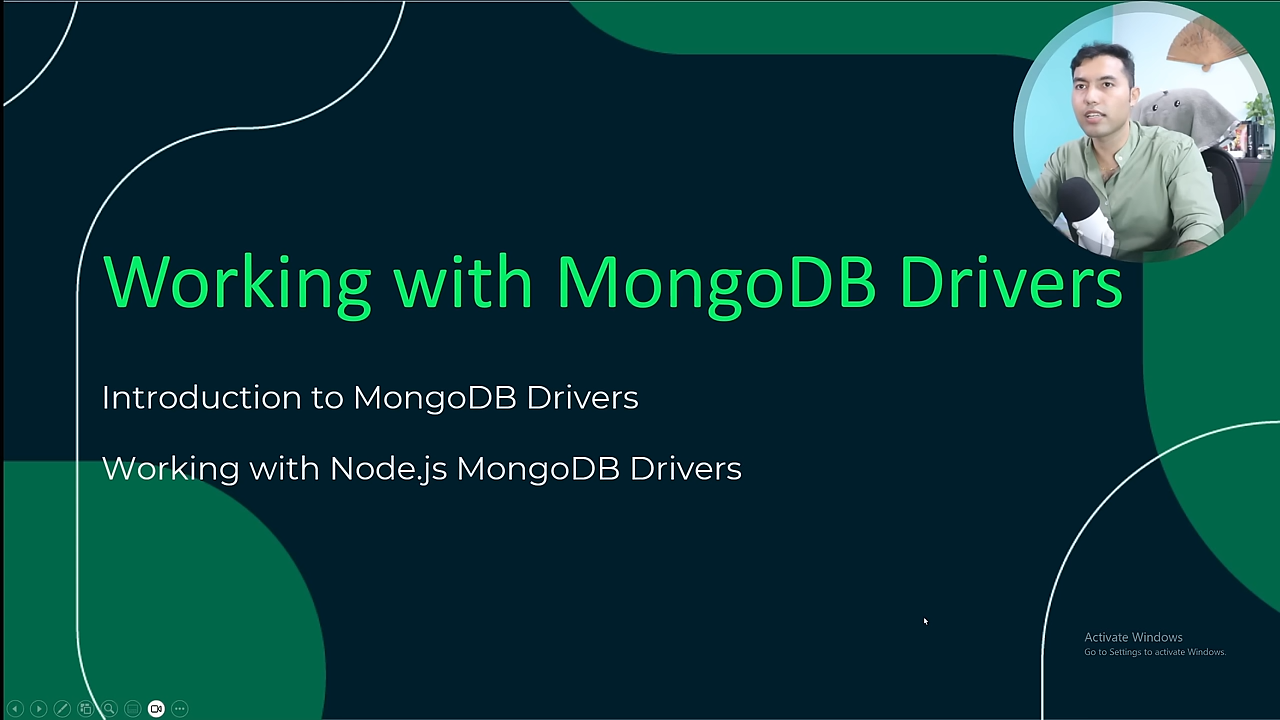 Working with MongoDB Drivers
Introduction to MongoDB Drivers
Working with Node.js MongoDB Drivers
Activate Windows
Go to Settings to activate Windows.